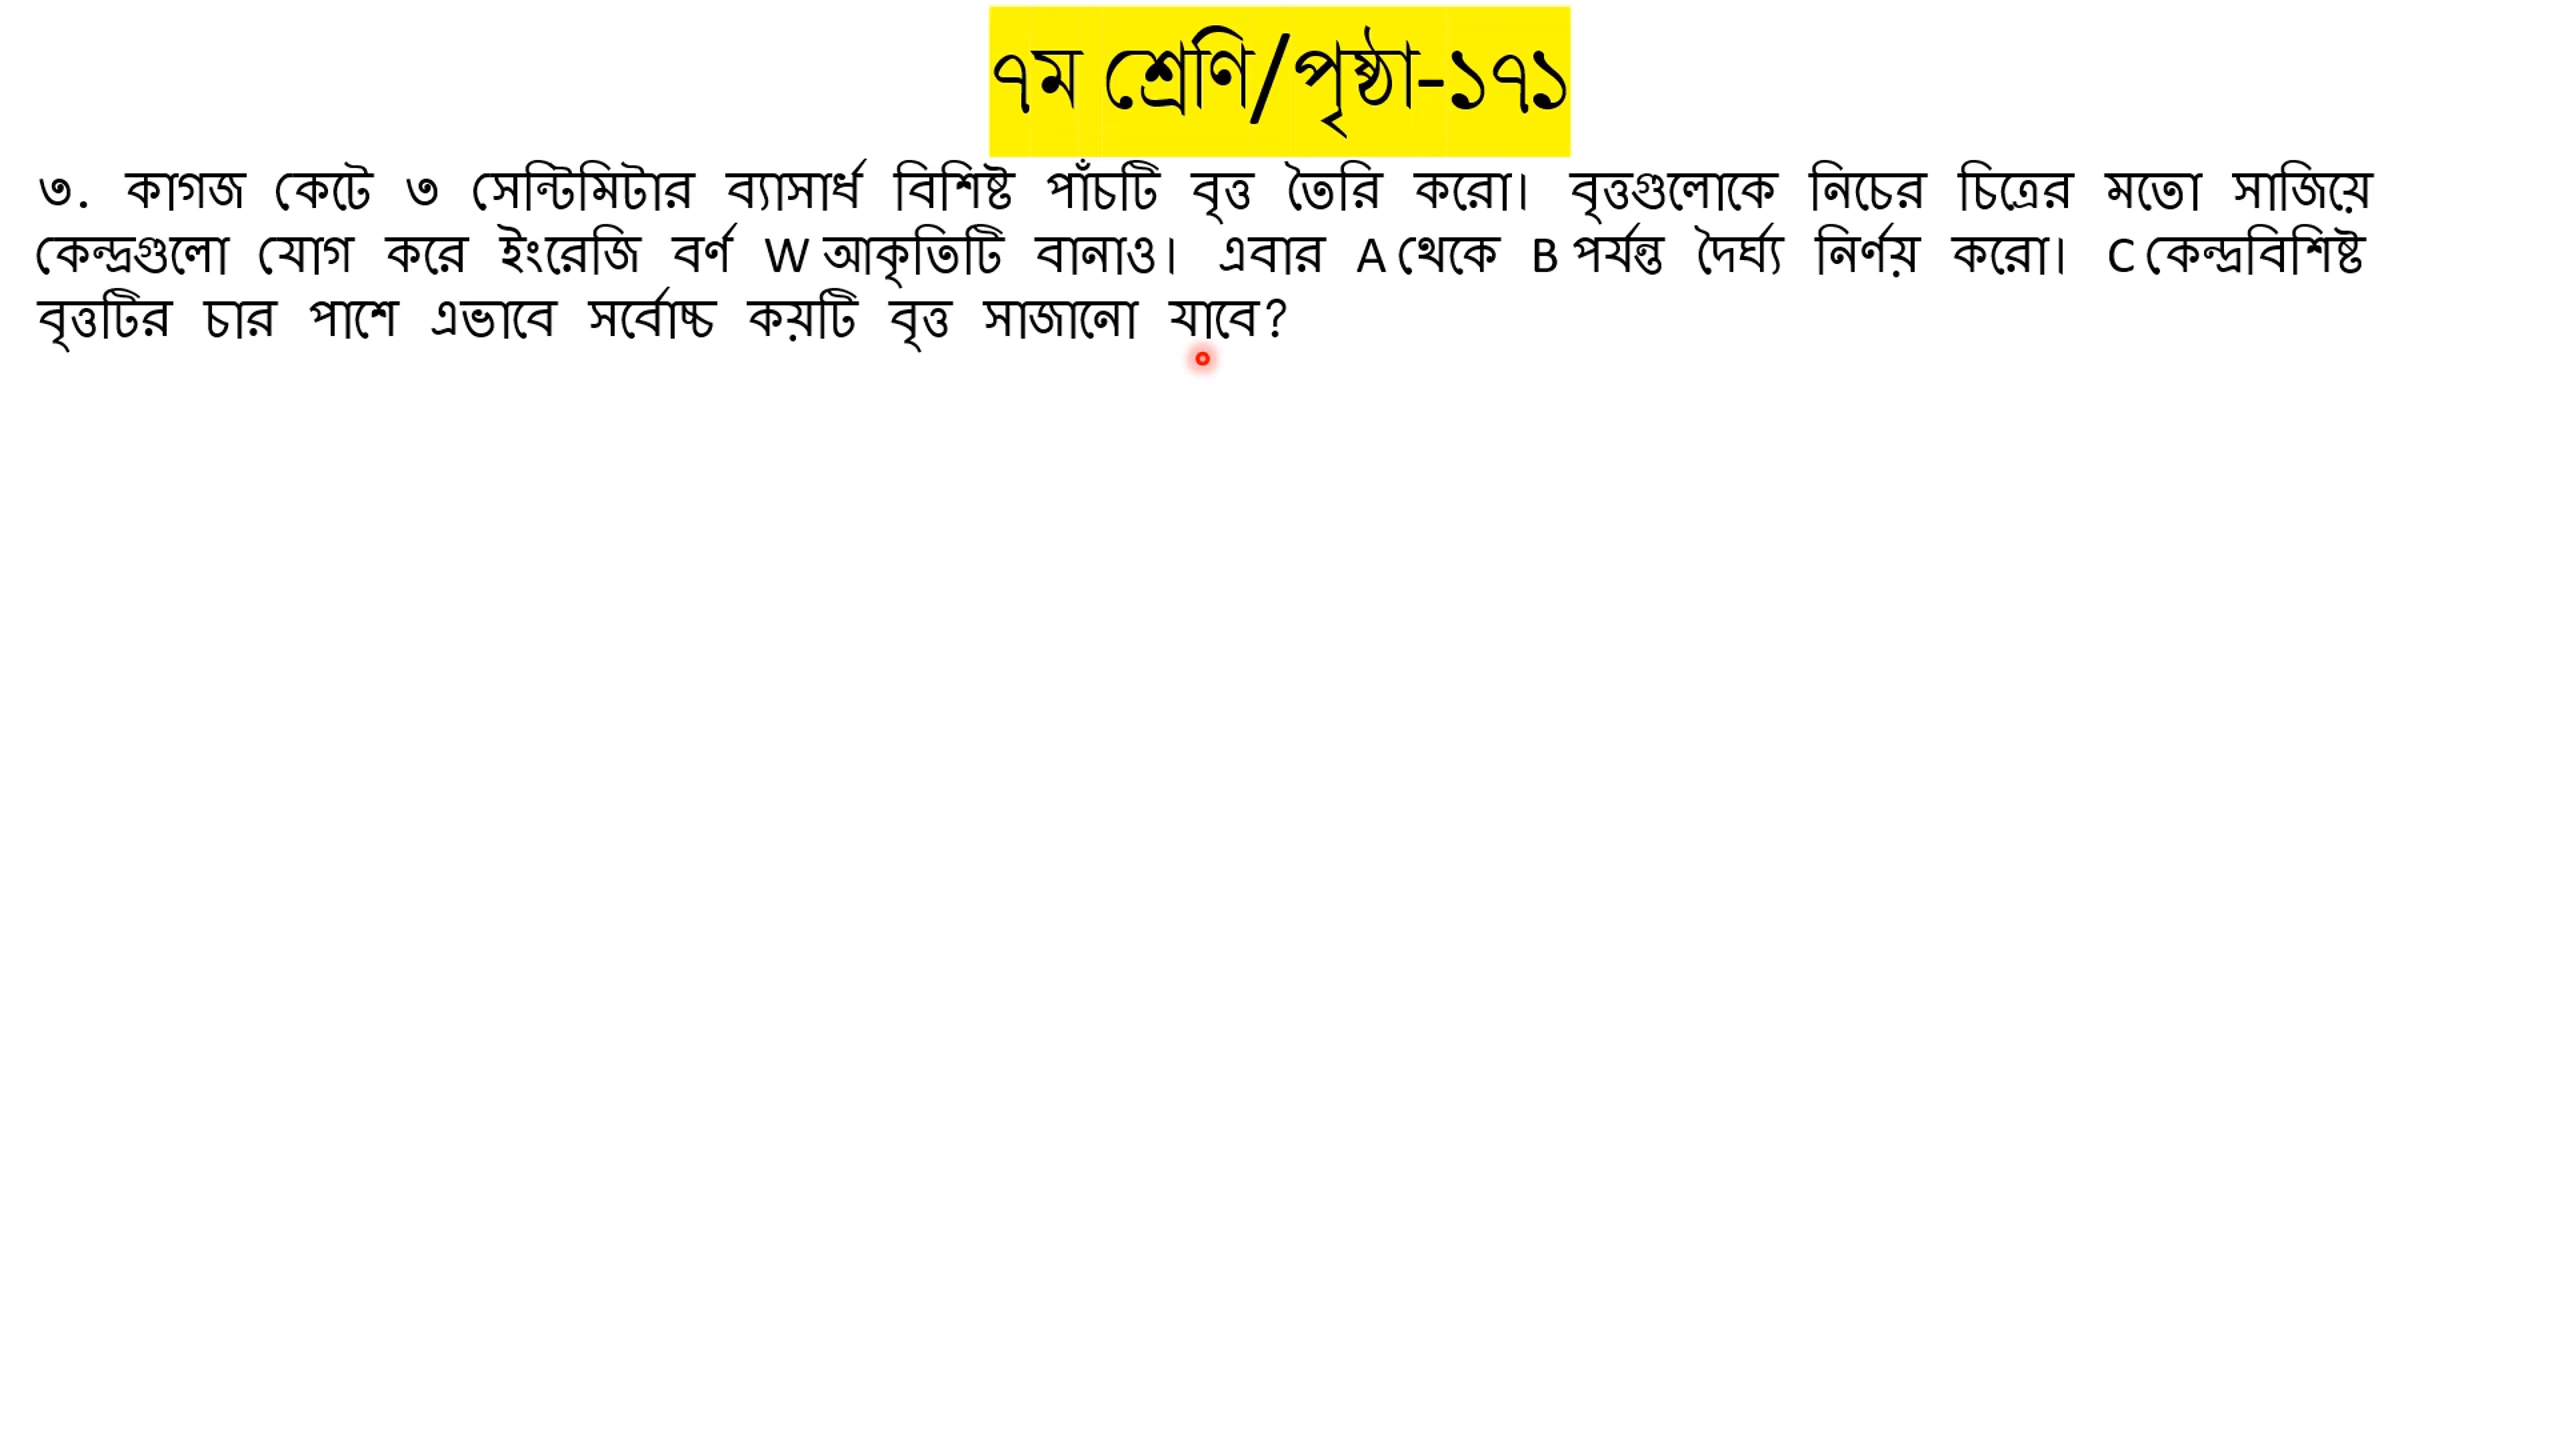 ৭ম শ্রেণি/পৃষ্ঠা-১৭১
৩. কাগজ কেটে ৩ সেন্টিমিটার ব্যাসার্ধ বিশিষ্ট পাঁচটি বৃত্ত তৈরি করো। বৃত্তগুলোকে নিচের চিত্রের মতো সাজিয়ে
কেন্দ্রগুলো যোগ করে ইংরেজি বর্ণ W আকৃতিটি বানাও। এবার A থেকে B পর্যন্ত দৈর্ঘ্য নির্ণয় করো। C কেন্দ্রবিশিষ্ট
বৃত্তটির চার পাশে এভাবে সর্বোচ্চ কয়টি বৃত্ত সাজানো যাবে?